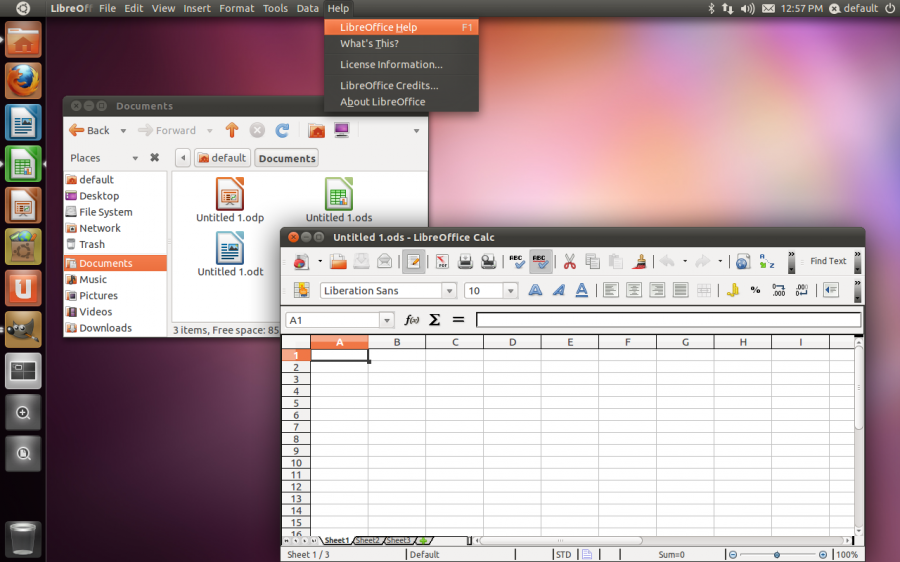 LibreOff File Edit View Insert Format Tools Data Help
12:57 PM default
LibreOffice Help F1
What's This?
License Information...
LibreOffice Credits...
About LibreOffice
Documents
Back Forward
Places
default Documents
default
Desktop
File System
Network
Trash
Documents
Music
Pictures
Videos
Downloads
Untitled 1.odp
Untitled 1.ods
Untitled 1.odt
3 items, Free space: 85
Untitled 1.ods - LibreOffice Calc
Find Text
Liberation Sans 10
A1
A B C D E F G H I
1
2
3
4
5
6
7
8
9
10
11
12
13
14
15
16
Sheet1 Sheet2 Sheet3
Sheet 1 / 3 Default STD Sum=0 100%